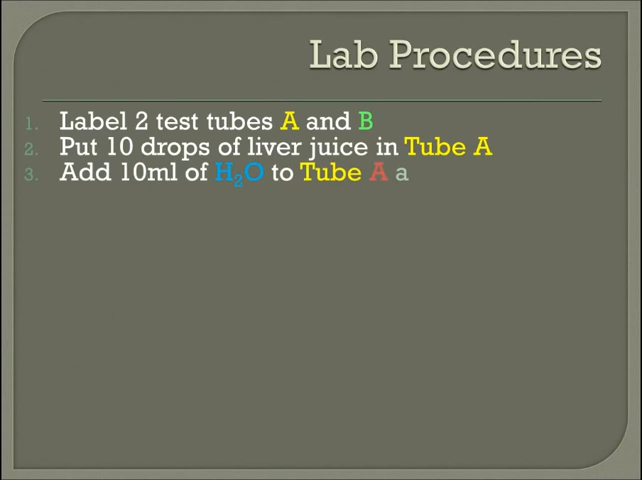 Lab Procedures
1. Label 2 test tubes A and B
2. Put 10 drops of liver juice in Tube A
3. Add 10ml of H₂O to Tube A a